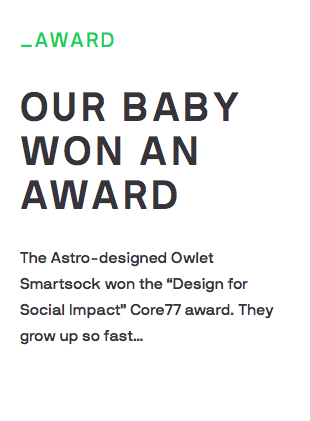 _AWARD
OUR BABY
WON AN
AWARD
The Astro-designed Owlet
Smartsock won the “Design for
Social Impact” Core77 award. They
grow up so fast...